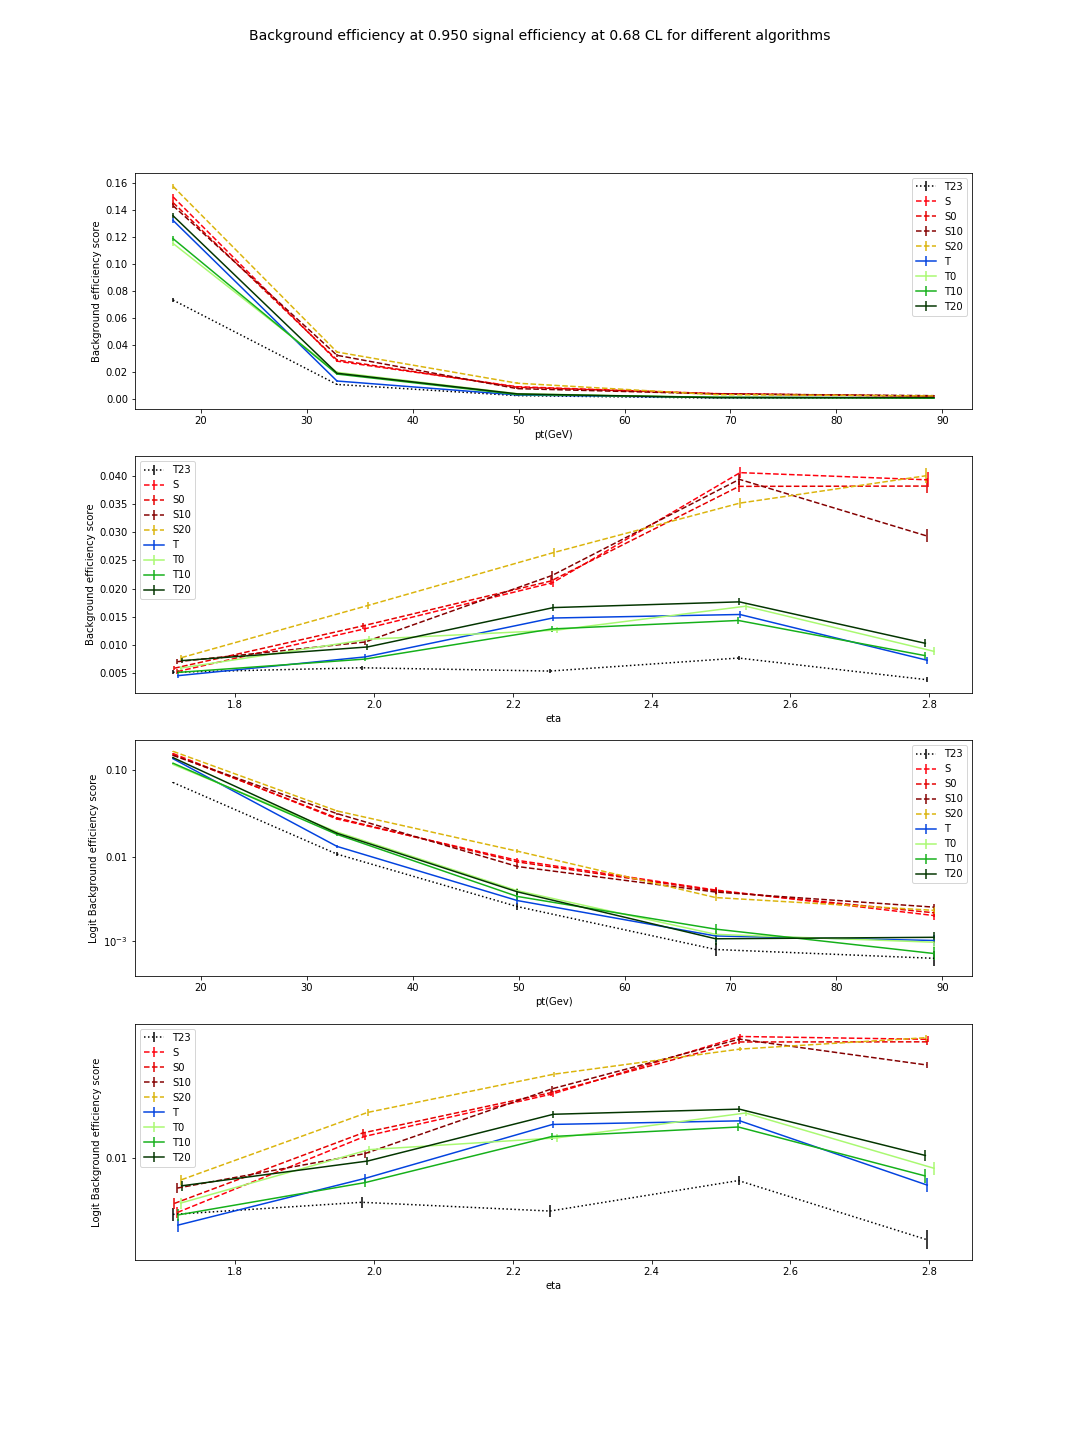 Background efficiency at 0.950 signal efficiency at 0.68 CL for different algorithms
Background efficiency score
0.16
0.14
0.12
0.10
0.08
0.06
0.04
0.02
0.00
T23
S
S0
S10
S20
T
T0
T10
T20
20 30 40 50 60 70 80 90
pt(GeV)
Background efficiency score
0.040
0.035
0.030
0.025
0.020
0.015
0.010
0.005
T23
S
S0
S10
S20
T
T0
T10
T20
1.8 2.0 2.2 2.4 2.6 2.8
eta
Logit Background efficiency score
0.10
0.01
10⁻³
T23
S
S0
S10
S20
T
T0
T10
T20
20 30 40 50 60 70 80 90
pt(Gev)
Logit Background efficiency score
0.01
T23
S
S0
S10
S20
T
T0
T10
T20
1.8 2.0 2.2 2.4 2.6 2.8
eta